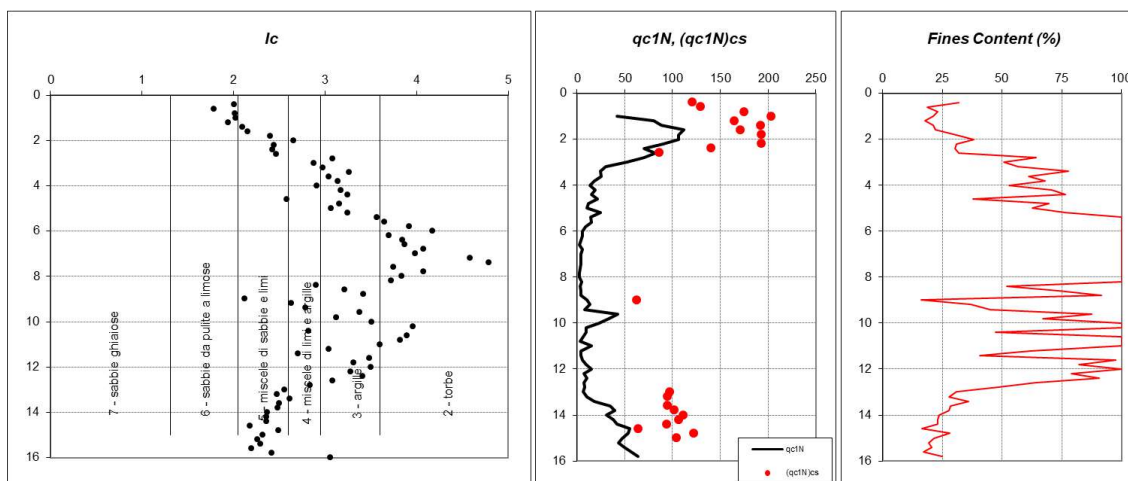 Ic
0 1 2 3 4 5
0
2
4
6
8
10
12
14
16
7 - sabbie ghiaiose
6 - sabbie da pulite a limose
5 - miscele di sabbie e limi
4 - miscele di limi e argille
3 - argille
2 - torbe
qc1N, (qc1N)cs
0 50 100 150 200 250
0
2
4
6
8
10
12
14
16
qc1N
(qc1N)cs
Fines Content (%)
0 25 50 75 100
0
2
4
6
8
10
12
14
16